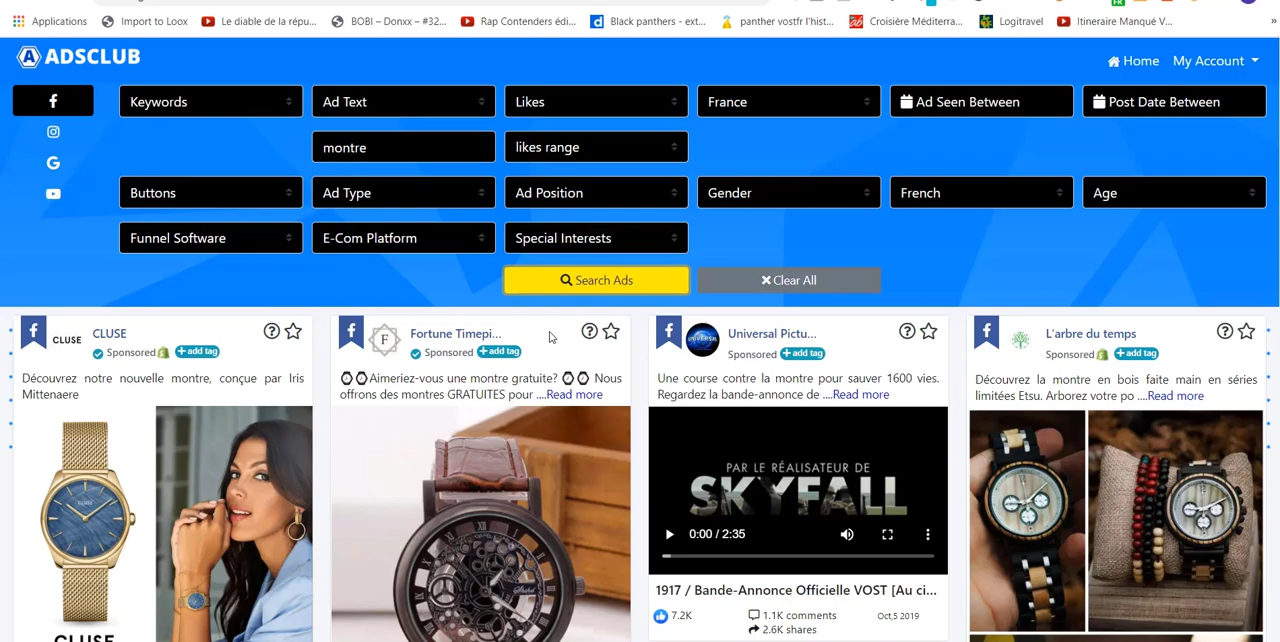 Applications
Import to Loox
Le diable de la répu...
BOBI – Donxx – #32...
Rap Contenders édi...
Black panthers - ext...
panther vostfr l'hist...
Croisière Méditerra...
Logitravel
Itineraire Manqué V...
»
ADSCLUB
Home
My Account
Keywords
Ad Text
Likes
France
Ad Seen Between
Post Date Between
montre
likes range
Buttons
Ad Type
Ad Position
Gender
French
Age
Funnel Software
E-Com Platform
Special Interests
Search Ads
Clear All
CLUSE
CLUSE
Sponsored
+add tag
Découvrez notre nouvelle montre, conçue par Iris
Mittenaere
CLUSE
CLUSE
F
Fortune Timepi...
Sponsored
+add tag
Aimeriez-vous une montre gratuite? Nous
offrons des montres GRATUITES pour ....Read more
Universal Pictu...
Sponsored
+add tag
Une course contre la montre pour sauver 1600 vies.
Regardez la bande-annonce de ....Read more
PAR LE RÉALISATEUR DE
SKYFALL
0:00 / 2:35
1917 / Bande-Annonce Officielle VOST [Au ci...
7.2K
1.1K comments
2.6K shares
Oct,5 2019
L'arbre du temps
Sponsored
+add tag
Découvrez la montre en bois faite main en séries
limitées Etsu. Arborez votre po ....Read more